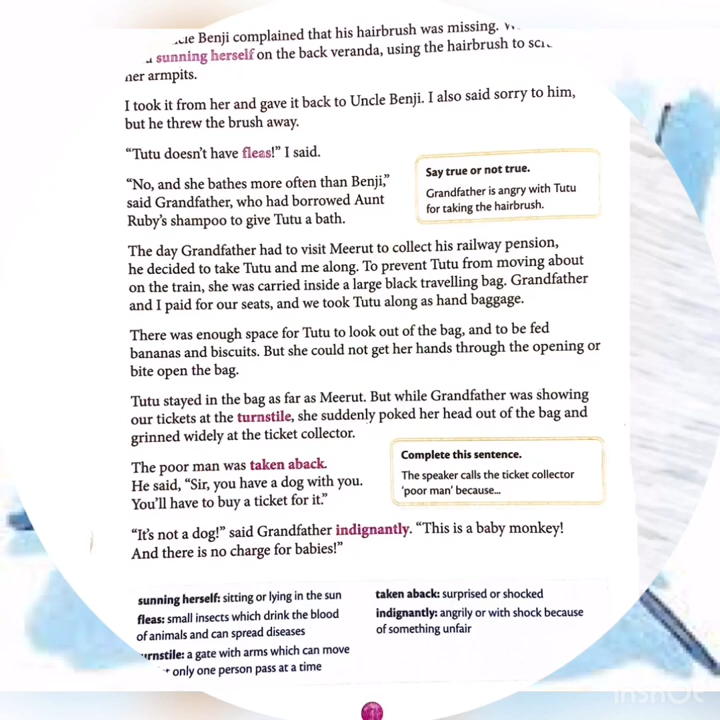 Benji complained that his hairbrush was missing.
sunning herself on the back veranda, using the hairbrush to
her armpits.
I took it from her and gave it back to Uncle Benji. I also said sorry to him,
but he threw the brush away.
“Tutu doesn’t have fleas!” I said.
“No, and she bathes more often than Benji,”
said Grandfather, who had borrowed Aunt
Ruby’s shampoo to give Tutu a bath.
Say true or not true.
Grandfather is angry with Tutu
for taking the hairbrush.
The day Grandfather had to visit Meerut to collect his railway pension,
he decided to take Tutu and me along. To prevent Tutu from moving about
on the train, she was carried inside a large black travelling bag. Grandfather
and I paid for our seats, and we took Tutu along as hand baggage.
There was enough space for Tutu to look out of the bag, and to be fed
bananas and biscuits. But she could not get her hands through the opening or
bite open the bag.
Tutu stayed in the bag as far as Meerut. But while Grandfather was showing
our tickets at the turnstile, she suddenly poked her head out of the bag and
grinned widely at the ticket collector.
The poor man was taken aback.
He said, “Sir, you have a dog with you.
You’ll have to buy a ticket for it.”
Complete this sentence.
The speaker calls the ticket collector
‘poor man’ because...
“It’s not a dog!” said Grandfather indignantly. “This is a baby monkey!
And there is no charge for babies!”
sunning herself: sitting or lying in the sun
fleas: small insects which drink the blood
of animals and can spread diseases
turnstile: a gate with arms which can move
only one person pass at a time
taken aback: surprised or shocked
indignantly: angrily or with shock because
of something unfair
InShOt